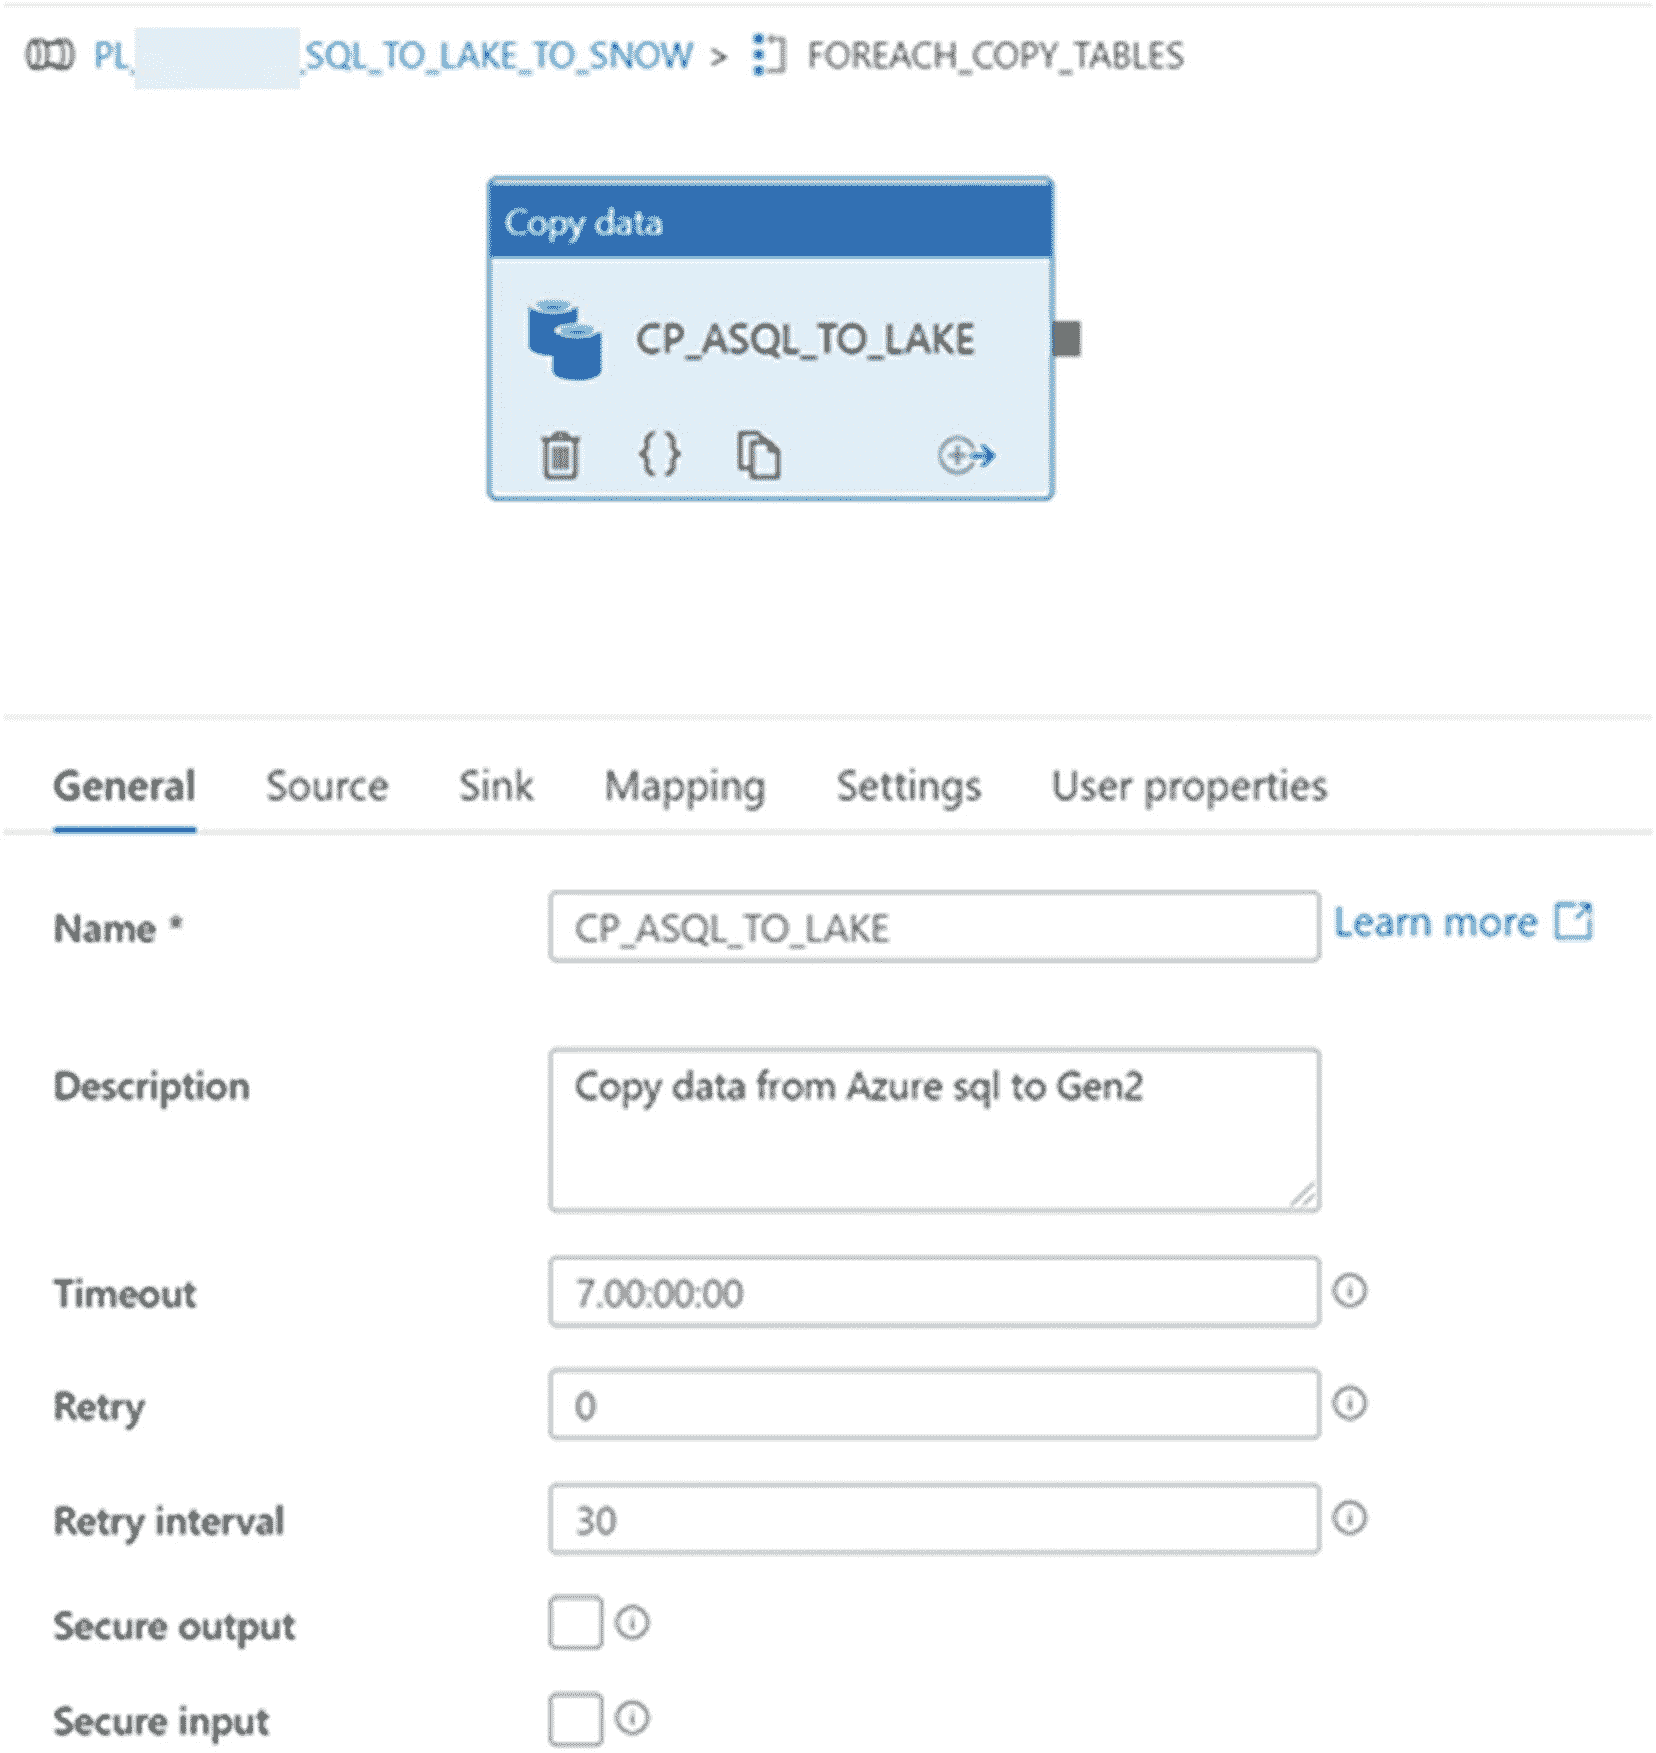 PL_ _SQL_TO_LAKE_TO_SNOW > FOREACH_COPY_TABLES
Copy data
CP_ASQL_TO_LAKE
{}
General Source Sink Mapping Settings User properties
Name * CP_ASQL_TO_LAKE Learn more
Description Copy data from Azure sql to Gen2
Timeout 7.00:00:00
Retry 0
Retry interval 30
Secure output
Secure input